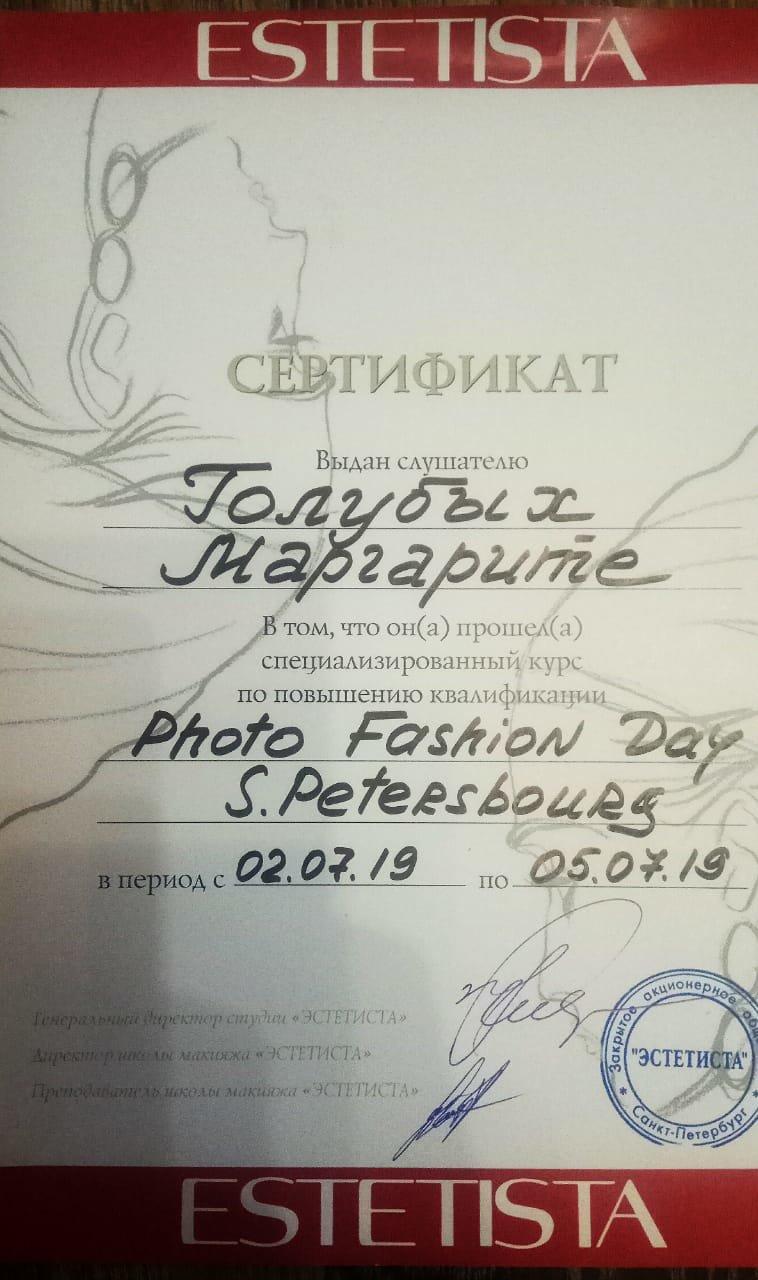 ESTETISTA
СЕРТИФИКАТ
Выдан слушателю
Голубых
Маргарите
В том, что он(а) прошел(а)
специализированный курс
по повышению квалификации
Photo Fashion Day
S. Petersbourg
в период с 02.07.19 по 05.07.19
Генеральный директор студии «ЭСТЕТИСТА»
Директор школы макияжа «ЭСТЕТИСТА»
Преподаватель школы макияжа «ЭСТЕТИСТА»
Закрытое акционерное
"ЭСТЕТИСТА"
* Санкт-Петербург *
ESTETISTA